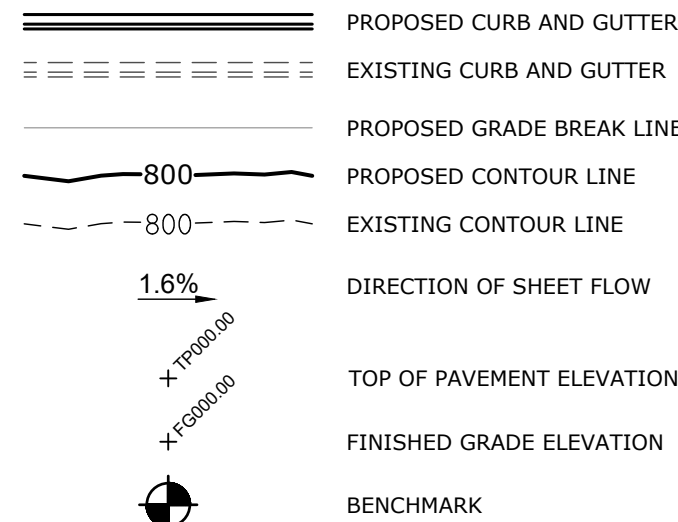 PROPOSED CURB AND GUTTER
EXISTING CURB AND GUTTER
PROPOSED GRADE BREAK LINE
800 PROPOSED CONTOUR LINE
800 EXISTING CONTOUR LINE
1.6% DIRECTION OF SHEET FLOW
TP000.00 TOP OF PAVEMENT ELEVATION
FG000.00 FINISHED GRADE ELEVATION
BENCHMARK